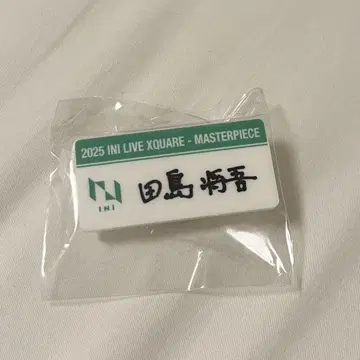 2025 INI LIVE XQUARE - MASTERPIECE
田島 将吾
INI